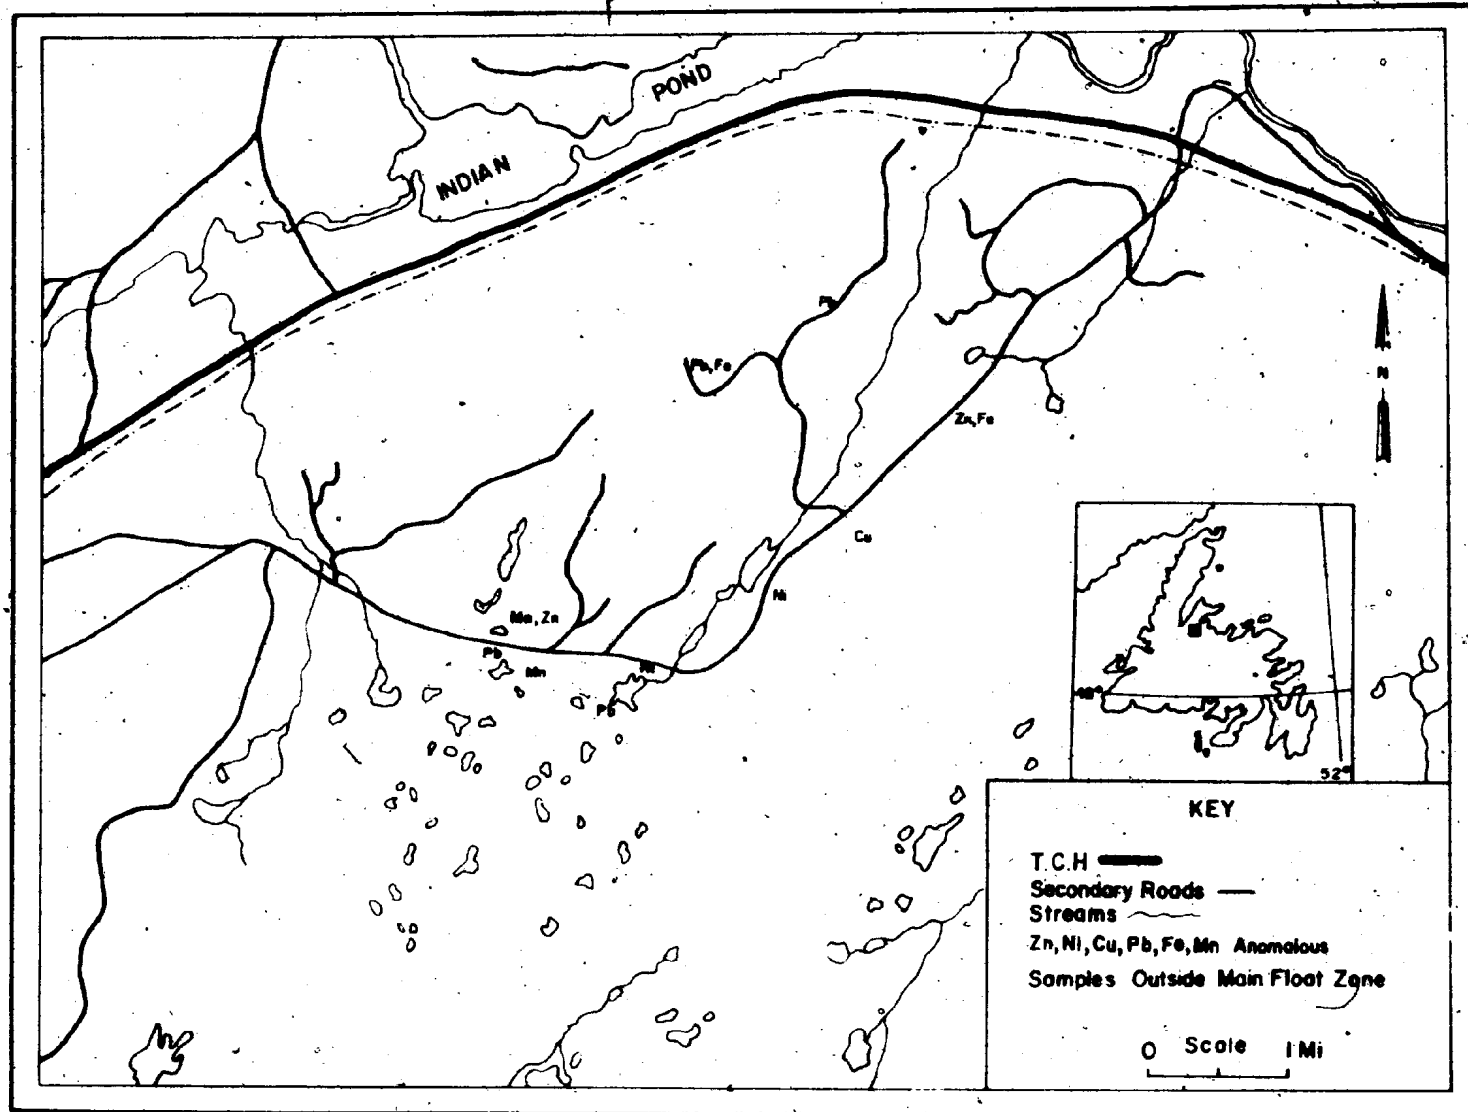 POND
INDIAN
Pb
Pb, Fe
Zn, Fe
N
Cu
Ni
Mn, Zn
Pb
Mn
Ni
Pb
48°
52°
KEY
T.C.H
Secondary Roads
Streams
Zn, Ni, Cu, Pb, Fe, Mn Anomalous
Samples Outside Main Float Zone
0 Scale 1 Mi